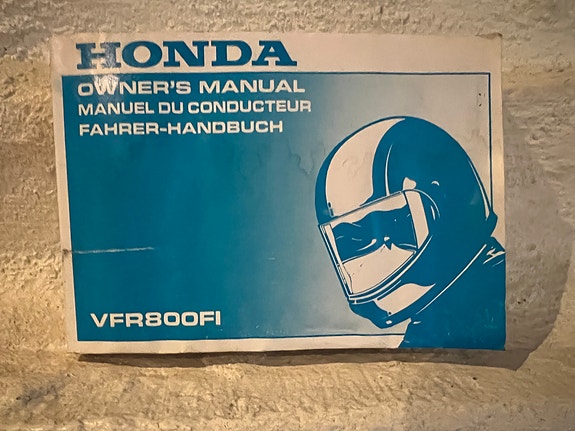 HONDA
OWNER'S MANUAL
MANUEL DU CONDUCTEUR
FAHRER-HANDBUCH
VFR800FI